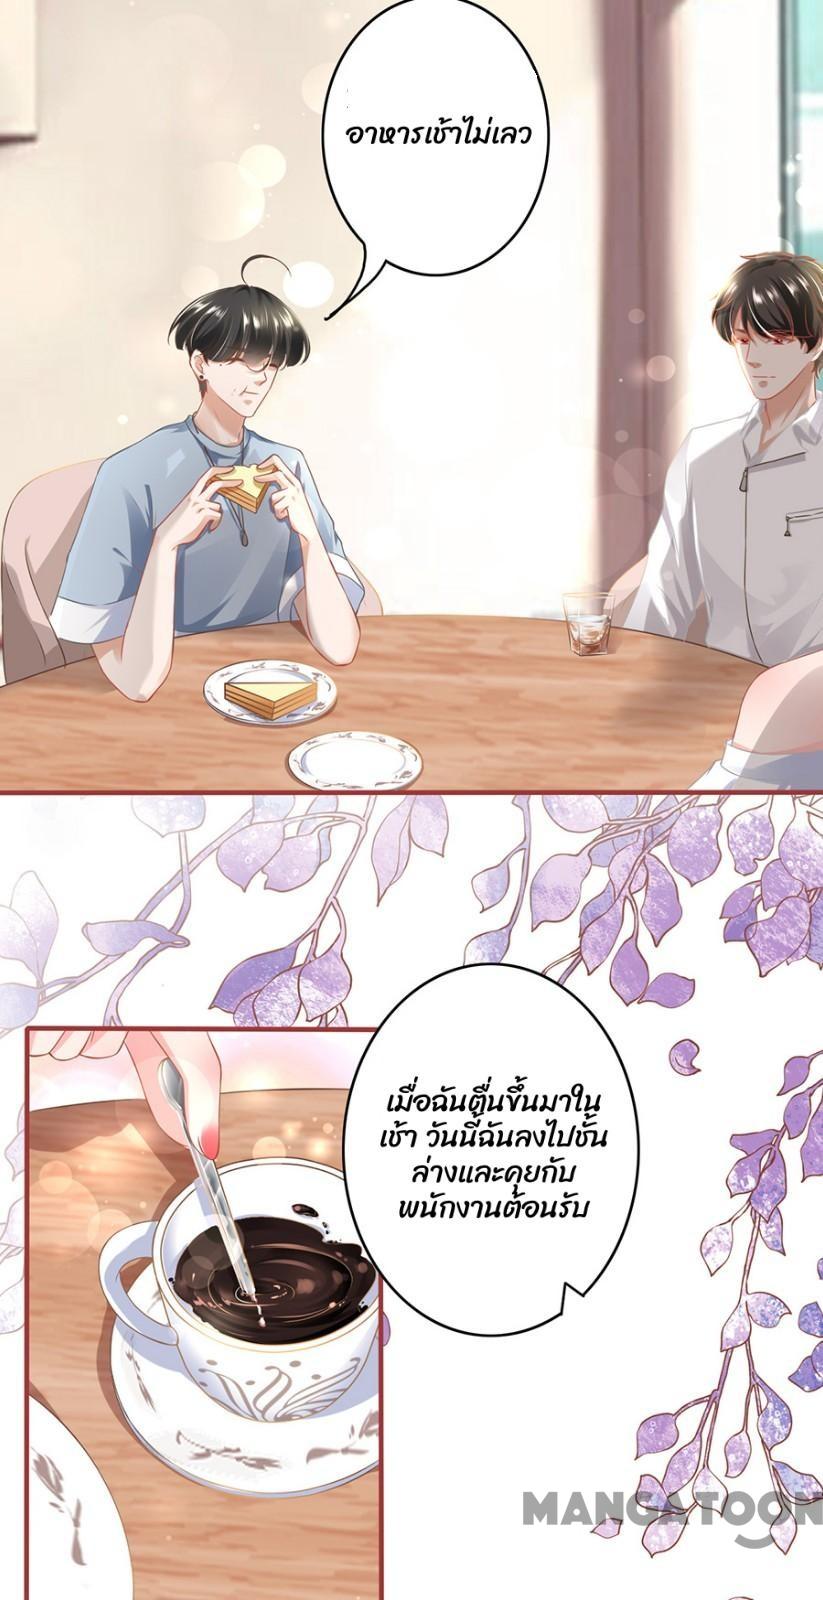 อาหารเช้าไม่เลว
เมื่อฉันตื่นขึ้นมาใน
เช้า วันนี้ฉันลงไปชั้น
ล่างและคุยกับ
พนักงานต้อนรับ
MANGATOON